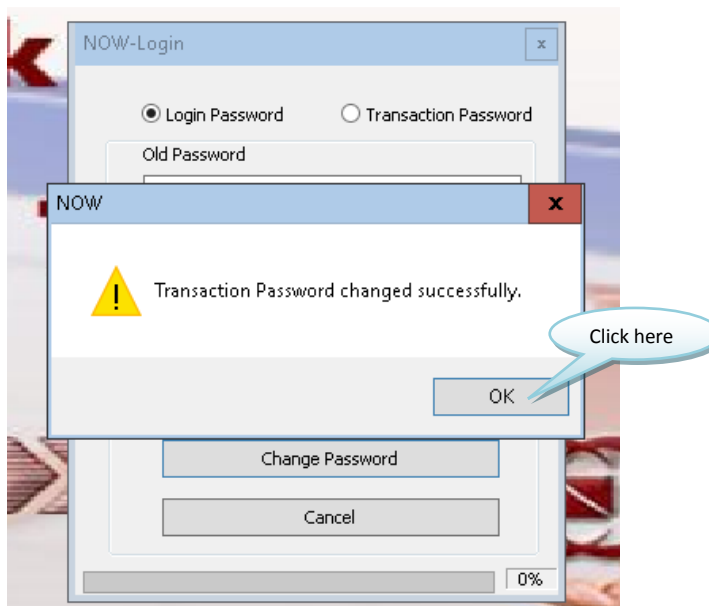 NOW-Login
x
Login Password
Transaction Password
Old Password
NOW
x
Transaction Password changed successfully.
Click here
OK
Change Password
Cancel
0%